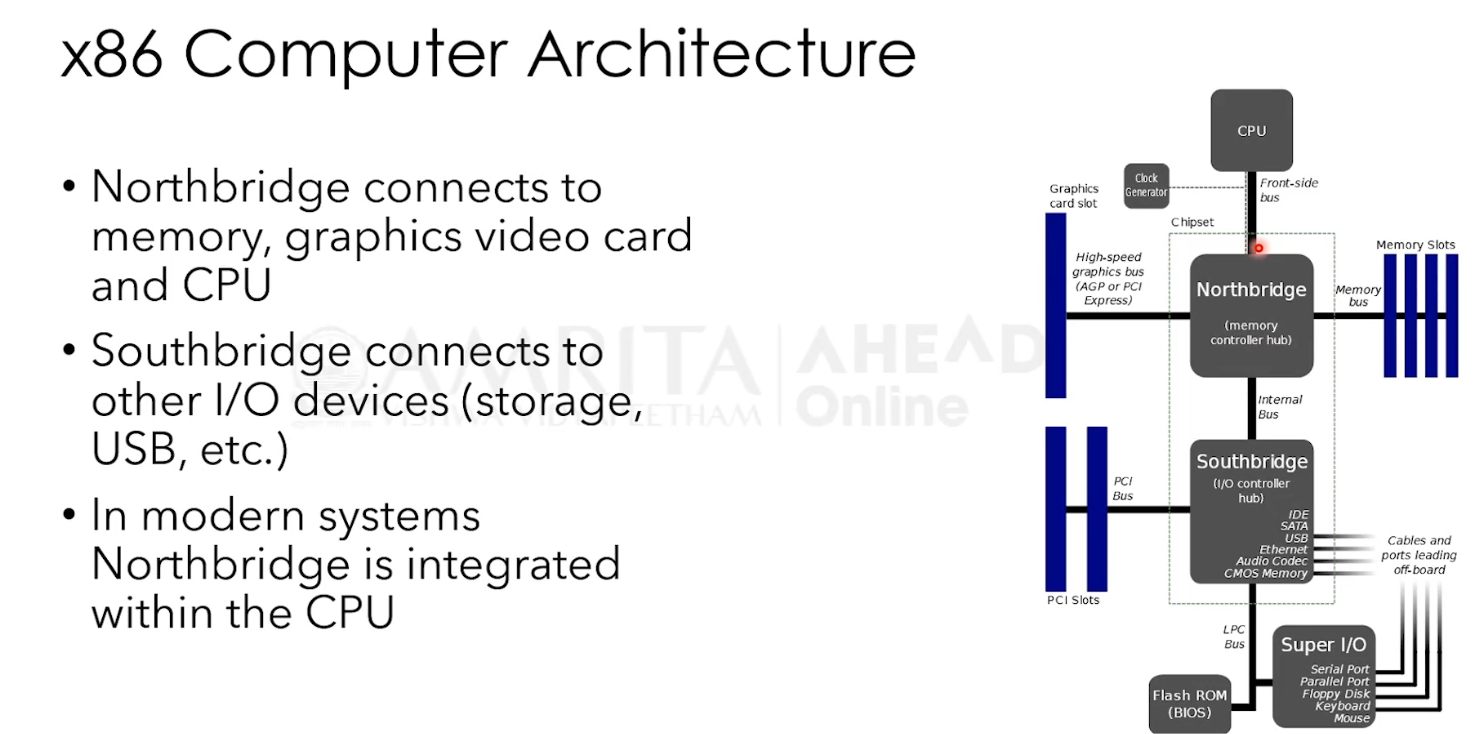 x86 Computer Architecture
• Northbridge connects to
memory, graphics video card
and CPU
• Southbridge connects to
other I/O devices (storage,
USB, etc.)
• In modern systems
Northbridge is integrated
within the CPU
AMRITA
VISHWA VIDYAPEETHAM
AHEAD
Online
CPU
Clock
Generator
Front-side
bus
Graphics
card slot
Chipset
High-speed
graphics bus
(AGP or PCI
Express)
Northbridge
(memory
controller hub)
Memory
bus
Memory Slots
Internal
Bus
Southbridge
(I/O controller
hub)
IDE
SATA
USB
Ethernet
Audio Codec
CMOS Memory
PCI
Bus
PCI Slots
Cables and
ports leading
off-board
LPC
Bus
Super I/O
Serial Port
Parallel Port
Floppy Disk
Keyboard
Mouse
Flash ROM
(BIOS)